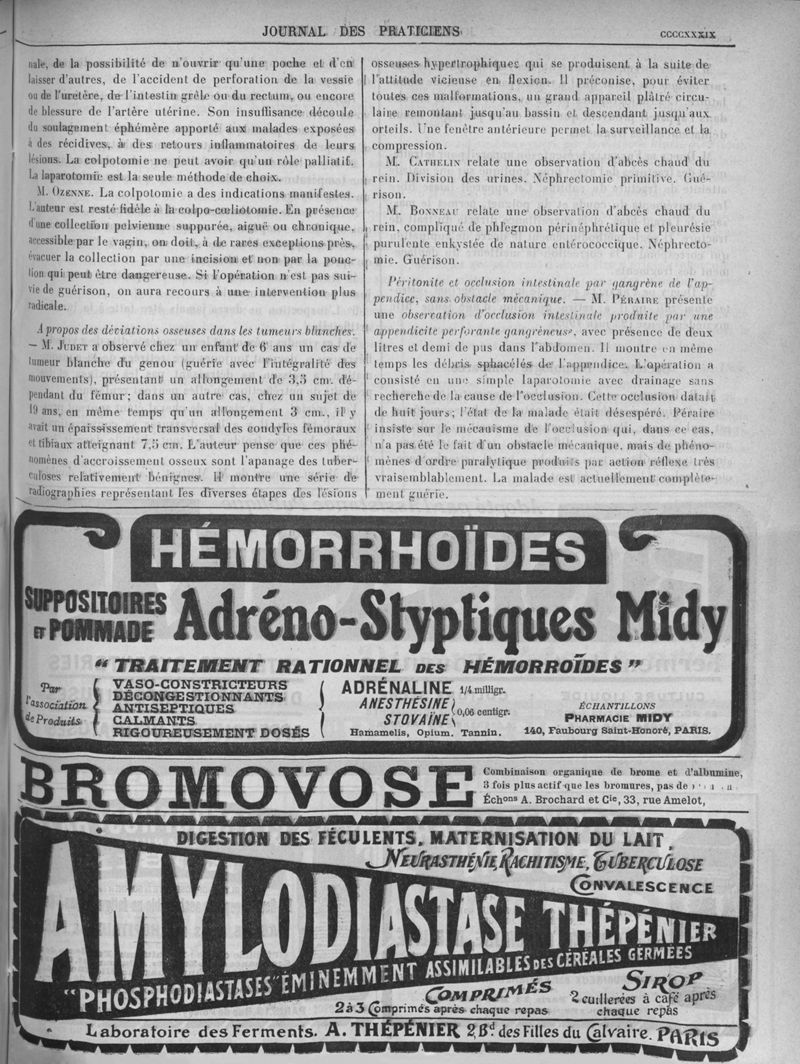 JOURNAL DES PRATICIENS
CCCCXXXIX
nale, de la possibilité de n'ouvrir qu'une poche et d'en
laisser d'autres, de l'accident de perforation de la vessie
ou de l'uretère, de l'intestin grêle ou du rectum, ou encore
de blessure de l'artère utérine. Son insuffisance découle
du soulagement éphémère apporté aux malades exposées
à des récidives, à des retours inflammatoires de leurs
lésions. La colpotomie ne peut avoir qu'un rôle palliatif.
La laparotomie est la seule méthode de choix.
M. OZENNE. La colpotomie a des indications manifestes.
L'auteur est resté fidèle à la colpo-cœliotomie. En présence
d'une collection pelvienne suppurée, aiguë ou chronique,
accessible par le vagin, on doit, à de rares exceptions près,
évacuer la collection par une incision et non par la ponc-
tion qui peut être dangereuse. Si l'opération n'est pas sui-
vie de guérison, on aura recours à une intervention plus
radicale.
A propos des déviations osseuses dans les tumeurs blanches.
— M. JUDET a observé chez un enfant de 6 ans un cas de
tumeur blanche du genou (guérie avec l'intégralité des
mouvements), présentant un allongement de 3,5 cm. dé-
pendant du fémur; dans un autre cas, chez un sujet de
19 ans, en même temps qu'un allongement 3 cm., il y
avait un épaississement transversal des condyles fémoraux
et tibiaux atteignant 7,5 cm. L'auteur pense que ces phé-
nomènes d'accroissement osseux sont l'apanage des tuber-
culoses relativement bénignes. Il montre une série de
radiographies représentant les diverses étapes des lésions
osseuses hypertrophiques qui se produisent à la suite de
l'attitude vicieuse en flexion. Il préconise, pour éviter
toutes ces malformations, un grand appareil plâtré circu-
laire remontant jusqu'au bassin et descendant jusqu'aux
orteils. Une fenêtre antérieure permet la surveillance et la
compression.
M. CATHELIN relate une observation d'abcès chaud du
rein. Division des urines. Néphrectomie primitive. Gué-
rison.
M. BONNEAU relate une observation d'abcès chaud du
rein, compliqué de phlegmon périnéphrétique et pleurésie
purulente enkystée de nature entérococcique. Néphrecto-
mie. Guérison.
Péritonite et occlusion intestinale par gangrène de l'ap-
pendice, sans obstacle mécanique. — M. PÉRAIRE présente
une observation d'occlusion intestinale produite par une
appendicite perforante gangréneuse, avec présence de deux
litres et demi de pus dans l'abdomen. Il montre en même
temps les débris sphacélés de l'appendice. L'opération a
consisté en une simple laparotomie avec drainage sans
recherche de la cause de l'occlusion. Cette occlusion datait
de huit jours; l'état de la malade était désespéré. Péraire
insiste sur le mécanisme de l'occlusion qui, dans ce cas,
n'a pas été le fait d'un obstacle mécanique, mais de phéno-
mènes d'ordre paralytique produits par action réflexe très
vraisemblablement. La malade est actuellement complète-
ment guérie.
HÉMORRHOÏDES
SUPPOSITOIRES
ET POMMADE
Adréno-Styptiques Midy
" TRAITEMENT RATIONNEL DES HÉMORROÏDES "
Par
l'association
de Produits
VASO-CONSTRICTEURS
DÉCONGESTIONNANTS
ANTISEPTIQUES
CALMANTS
RIGOUREUSEMENT DOSÉS
ADRÉNALINE 1/4 milligr.
ANESTHÉSINE
STOVAÏNE
0,06 centigr.
Hamamelis, Opium, Tannin.
ÉCHANTILLONS
PHARMACIE MIDY
140, Faubourg Saint-Honoré, PARIS.
BROMOVOSE
Combinaison organique de brome et d'albumine,
3 fois plus actif que les bromures, pas de
Échons A. Brochard et Cie, 33, rue Amelot,
DIGESTION DES FÉCULENTS, MATERNISATION DU LAIT,
NEURASTHÉNIE, RACHITISME, TUBERCULOSE
CONVALESCENCE
AMYLODIASTASE THÉPÉNIER
"PHOSPHODIASTASES" ÉMINEMMENT ASSIMILABLES DES CÉRÉALES GERMÉES
COMPRIMÉS
2 à 3 Comprimés après chaque repas
SIROP
2 cuillerées à café après
chaque repas
Laboratoire des Ferments. A. THÉPÉNIER 2, Bd. des Filles du Calvaire. PARIS